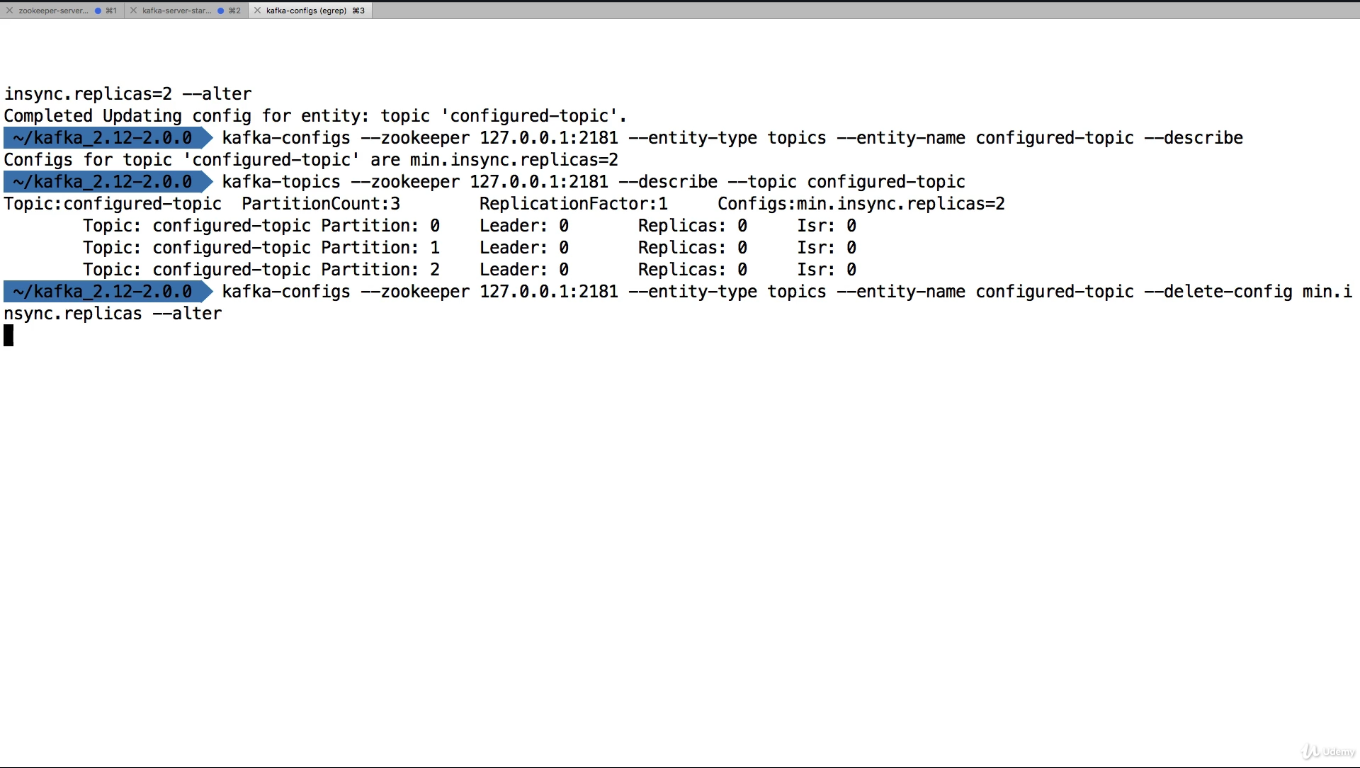 zookeeper-server... ⌘1 kafka-server-star... ⌘2 kafka-configs (egrep) ⌘3
insync.replicas=2 --alter
Completed Updating config for entity: topic 'configured-topic'.
~/kafka_2.12-2.0.0 kafka-configs --zookeeper 127.0.0.1:2181 --entity-type topics --entity-name configured-topic --describe
Configs for topic 'configured-topic' are min.insync.replicas=2
~/kafka_2.12-2.0.0 kafka-topics --zookeeper 127.0.0.1:2181 --describe --topic configured-topic
Topic:configured-topic PartitionCount:3 ReplicationFactor:1 Configs:min.insync.replicas=2
Topic: configured-topic Partition: 0 Leader: 0 Replicas: 0 Isr: 0
Topic: configured-topic Partition: 1 Leader: 0 Replicas: 0 Isr: 0
Topic: configured-topic Partition: 2 Leader: 0 Replicas: 0 Isr: 0
~/kafka_2.12-2.0.0 kafka-configs --zookeeper 127.0.0.1:2181 --entity-type topics --entity-name configured-topic --delete-config min.i
nsync.replicas --alter
Udemy